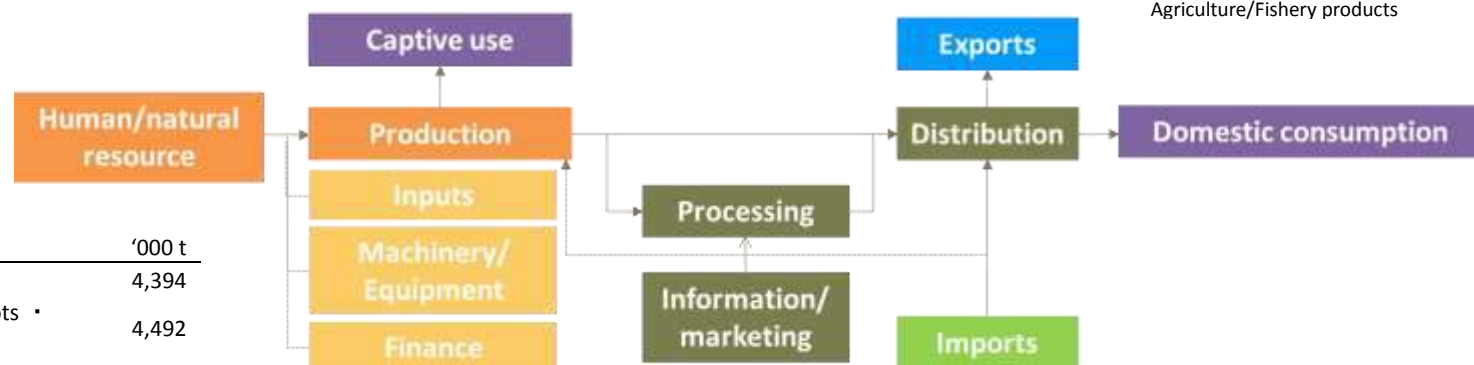 Agriculture/Fishery products
Captive use
Exports
Human/natural
resource
Production
Distribution
Domestic consumption
Inputs
Processing
Machinery/
Equipment
Information/
marketing
Finance
Imports
‘000 t
4,394
ots ▪
4,492